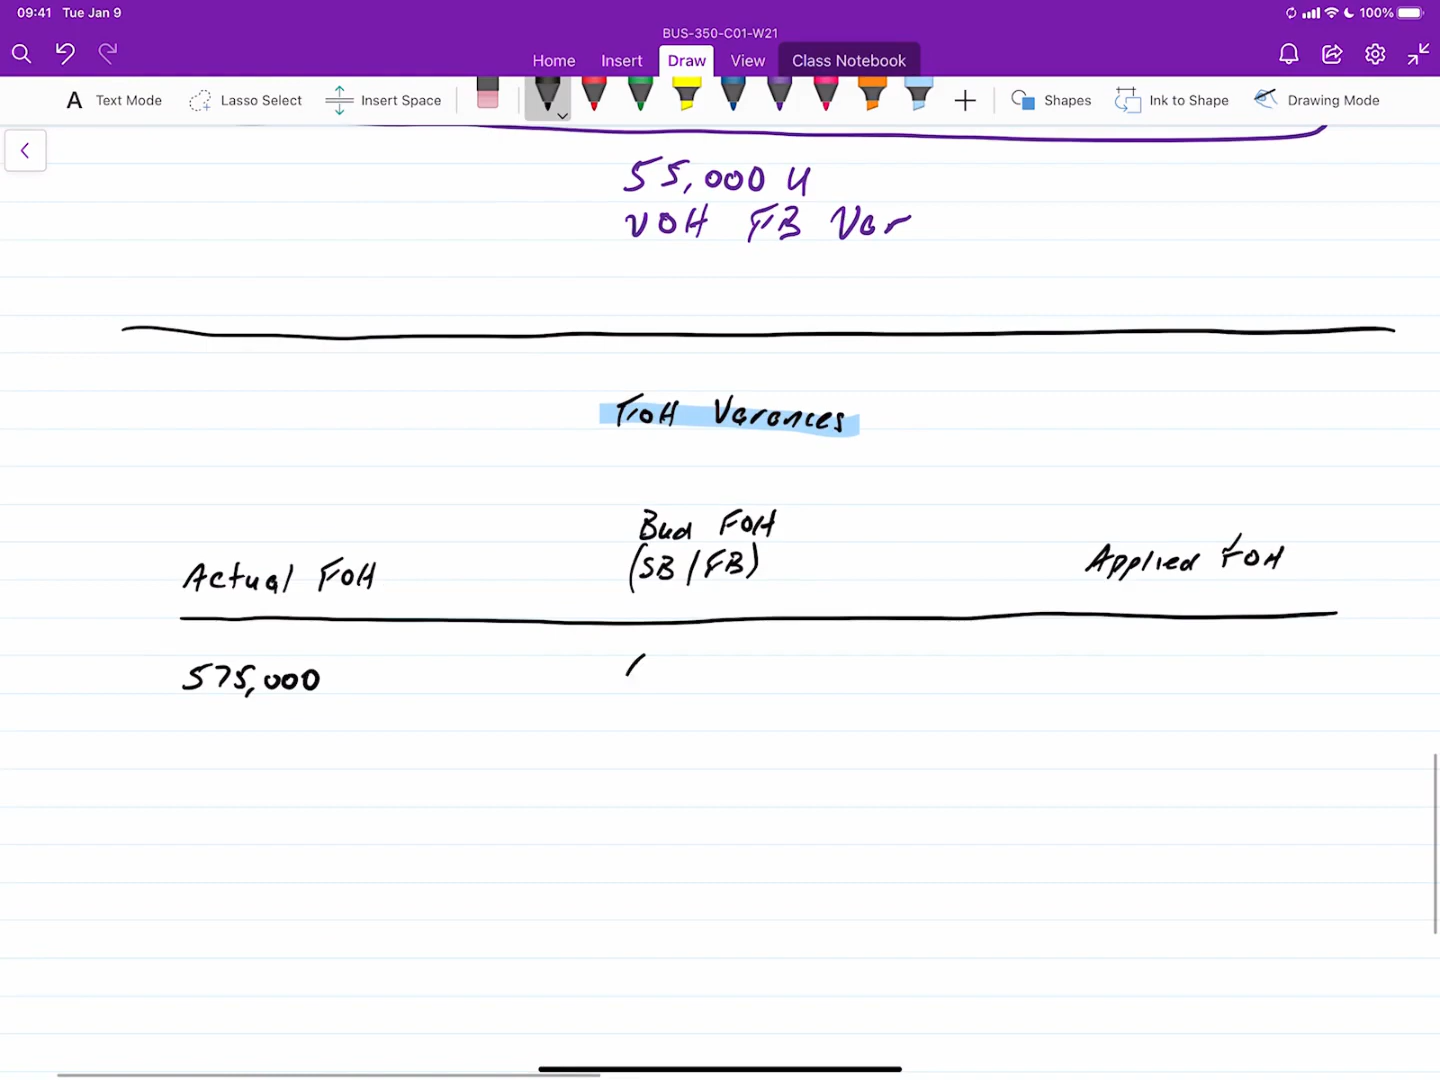 09:41 Tue Jan 9
100%
BUS-350-C01-W21
Home Insert Draw View Class Notebook
A Text Mode Lasso Select Insert Space Shapes Ink to Shape Drawing Mode
55,000 U
VOH FB Var
FOH Varances
Bud FOH
(SB/FB)
Actual FOH
Applied FOH
575,000
(